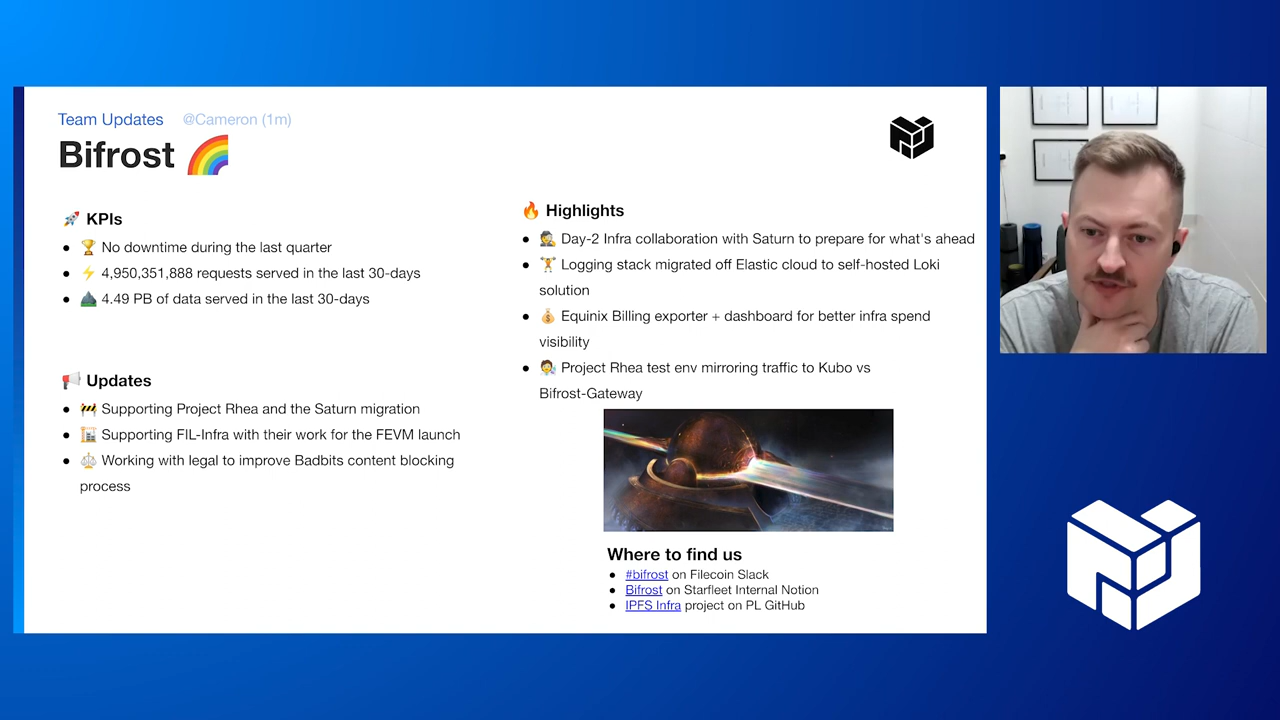 Team Updates @Cameron (1m)
Bifrost 🌈
🚀 KPIs
● 🏆 No downtime during the last quarter
● ⚡ 4,950,351,888 requests served in the last 30-days
● ⛰️ 4.49 PB of data served in the last 30-days
📢 Updates
● 🚧 Supporting Project Rhea and the Saturn migration
● 🏗️ Supporting FIL-Infra with their work for the FEVM launch
● ⚖️ Working with legal to improve Badbits content blocking
process
🔥 Highlights
● 🕵️ Day-2 Infra collaboration with Saturn to prepare for what's ahead
● 🏋️ Logging stack migrated off Elastic cloud to self-hosted Loki
solution
● 💰 Equinix Billing exporter + dashboard for better infra spend
visibility
● 🧑‍🔬 Project Rhea test env mirroring traffic to Kubo vs
Bifrost-Gateway
Where to find us
● #bifrost on Filecoin Slack
● Bifrost on Starfleet Internal Notion
● IPFS Infra project on PL GitHub